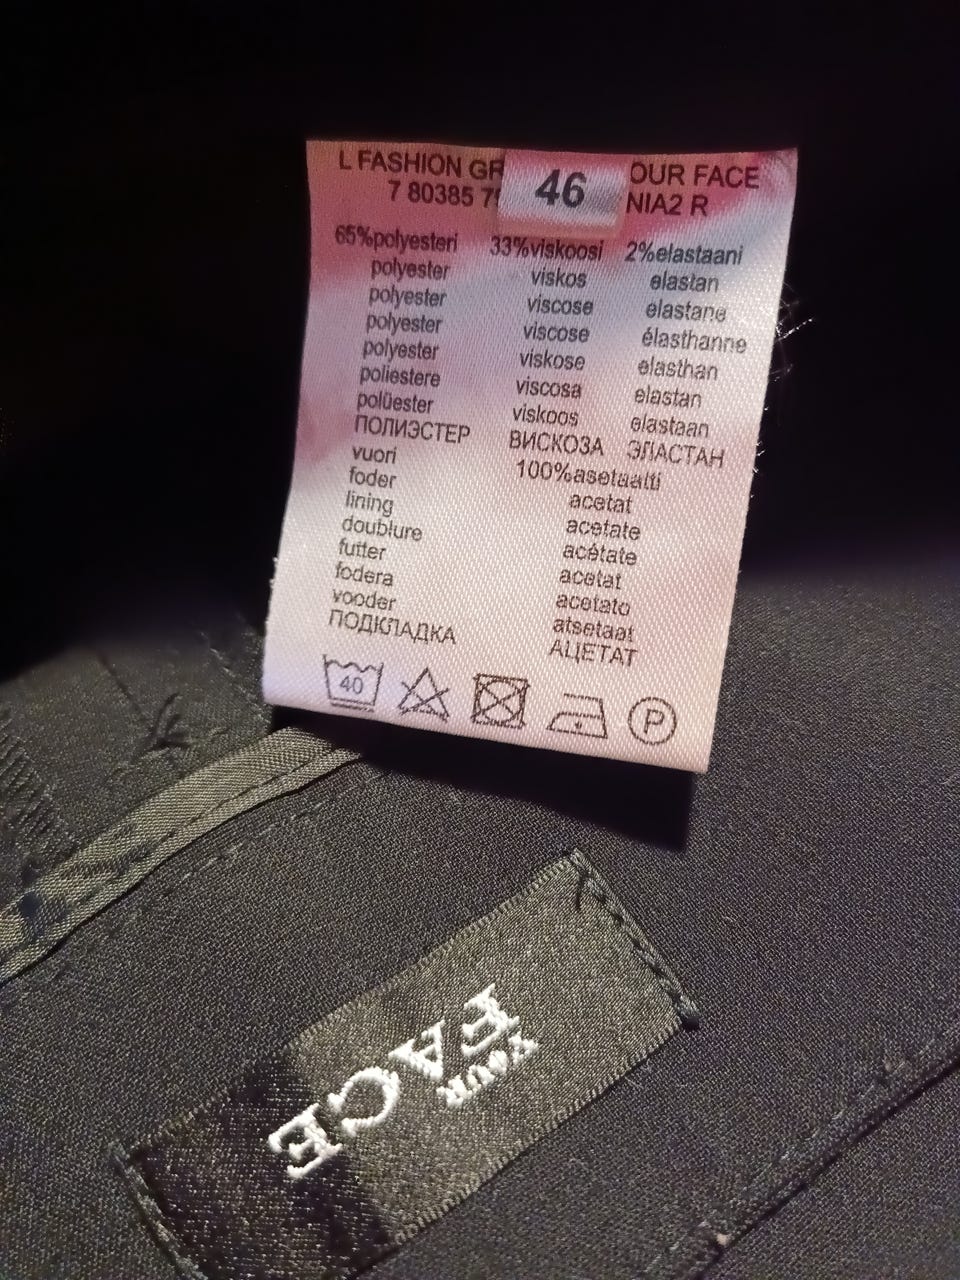 L FASHION GR 46 OUR FACE
7 80385 7 NIA2 R
65%polyesteri 33%viskoosi 2%elastaani
polyester viskos elastan
polyester viscose elastane
polyester viscose élasthanne
polyester viskose elasthan
poliestere viscosa elastan
polüester viskoos elastaan
ПОЛИЭСТЕР ВИСКОЗА ЭЛАСТАН
vuori 100%asetaatti
foder acetat
lining acetate
doublure acétate
futter acetat
fodera acetato
vooder atsetaat
ПОДКЛАДКА АЦЕТАТ
40 P
YOUR
FACE